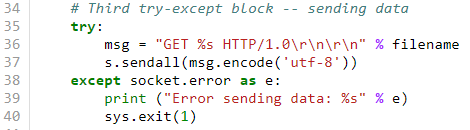 34 # Third try-except block -- sending data
35 try:
36 msg = "GET %s HTTP/1.0\r\n\r\n" % filename
37 s.sendall(msg.encode('utf-8'))
38 except socket.error as e:
39 print ("Error sending data: %s" % e)
40 sys.exit(1)